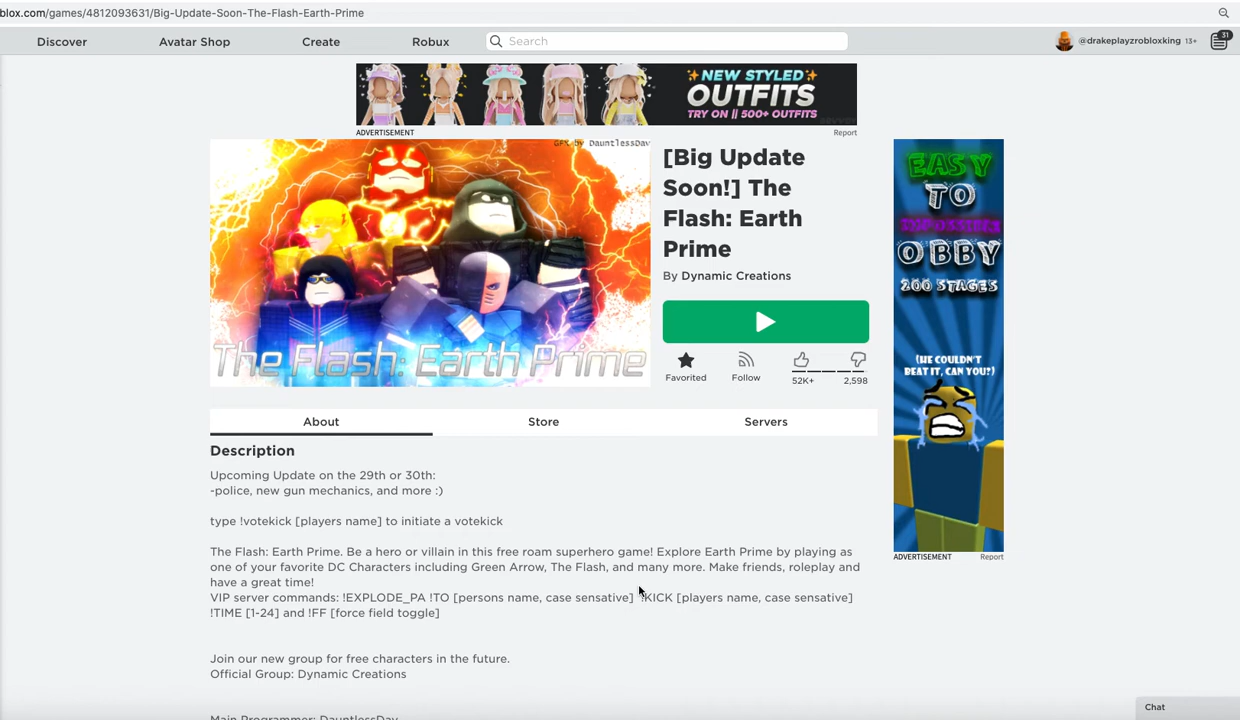 blox.com/games/4812093631/Big-Update-Soon-The-Flash-Earth-Prime
Discover
Avatar Shop
Create
Robux
Search
@drakeplayzrobloxking 13+
31
NEW STYLED
OUTFITS
TRY ON || 500+ OUTFITS
ADVERTISEMENT
Report
GFX by DauntlessDav
The Flash: Earth Prime
[Big Update
Soon!] The
Flash: Earth
Prime
By Dynamic Creations
Favorited
Follow
52K+
2,598
EASY
TO
IMPOSSIBLE
OBBY
200 STAGES
(WE COULDN'T
BEAT IT, CAN YOU?)
ADVERTISEMENT
Report
About
Store
Servers
Description
Upcoming Update on the 29th or 30th:
-police, new gun mechanics, and more :)
type !votekick [players name] to initiate a votekick
The Flash: Earth Prime. Be a hero or villain in this free roam superhero game! Explore Earth Prime by playing as
one of your favorite DC Characters including Green Arrow, The Flash, and many more. Make friends, roleplay and
have a great time!
VIP server commands: !EXPLODE_PA !TO [persons name, case sensative] !KICK [players name, case sensative]
!TIME [1-24] and !FF [force field toggle]
Join our new group for free characters in the future.
Official Group: Dynamic Creations
Main Programmer: DauntlessDav
Chat